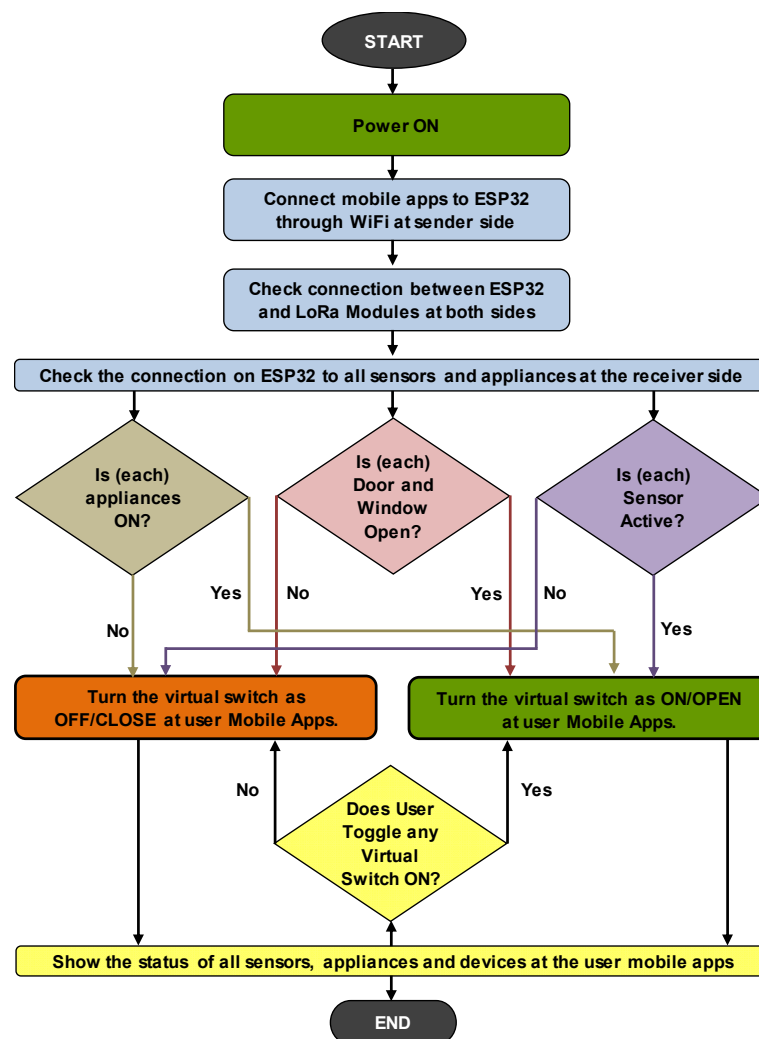 START
Power ON
Connect mobile apps to ESP32
through WiFi at sender side
Check connection between ESP32
and LoRa Modules at both sides
Check the connection on ESP32 to all sensors and appliances at the receiver side
Is (each)
appliances
ON?
Is (each)
Door and
Window
Open?
Is (each)
Sensor
Active?
No
Yes
No
Yes
No
Yes
Turn the virtual switch as
OFF/CLOSE at user Mobile Apps.
Turn the virtual switch as ON/OPEN
at user Mobile Apps.
No
Does User
Toggle any
Virtual
Switch ON?
Yes
Show the status of all sensors, appliances and devices at the user mobile apps
END